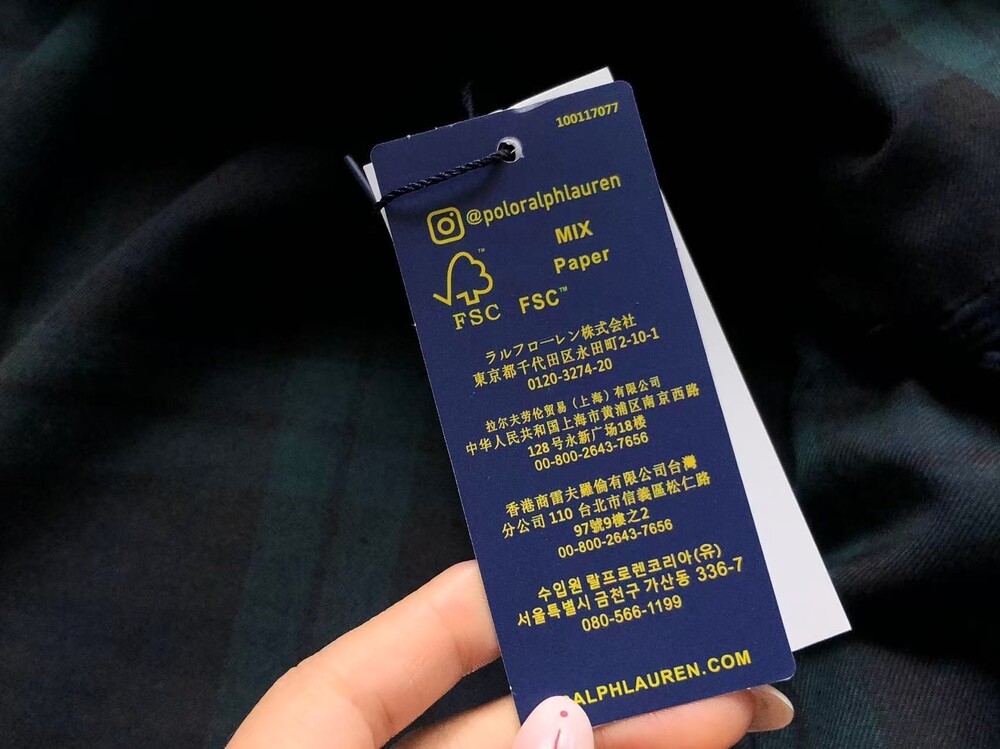 100117077
@poloralphlauren
MIX
Paper
FSC™
™
FSC
ラルフローレン株式会社
東京都千代田区永田町2-10-1
0120-3274-20
拉尔夫劳伦贸易（上海）有限公司
中华人民共和国上海市黄浦区南京西路
128号永新广场18楼
00-800-2643-7656
香港商雷夫羅倫有限公司台灣
分公司 110 台北市信義區松仁路
97號9樓之2
00-800-2643-7656
수입원 랄프로렌코리아(유)
서울특별시 금천구 가산동 336-7
080-566-1199
RALPHLAUREN.COM